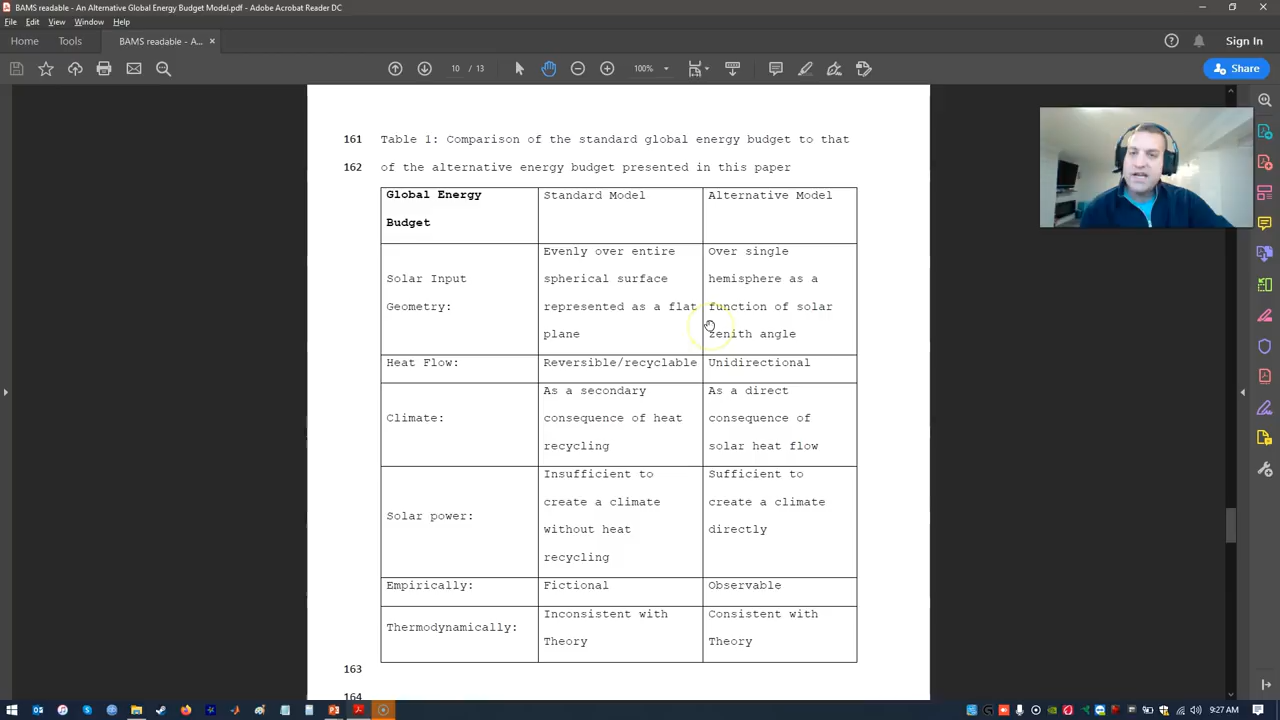 BAMS readable - An Alternative Global Energy Budget Model.pdf - Adobe Acrobat Reader DC
File Edit View Window Help
Home Tools BAMS readable - A... × Sign In
10 / 13 100% Share
161 Table 1: Comparison of the standard global energy budget to that
162 of the alternative energy budget presented in this paper
Global Energy Budget
Standard Model
Alternative Model
Solar Input
Geometry:
Evenly over entire
spherical surface
represented as a flat
plane
Over single
hemisphere as a
function of solar
zenith angle
Heat Flow:
Reversible/recyclable
Unidirectional
Climate:
As a secondary
consequence of heat
recycling
As a direct
consequence of
solar heat flow
Solar power:
Insufficient to
create a climate
without heat
recycling
Sufficient to
create a climate
directly
Empirically:
Fictional
Observable
Thermodynamically:
Inconsistent with
Theory
Consistent with
Theory
163
164
9:27 AM